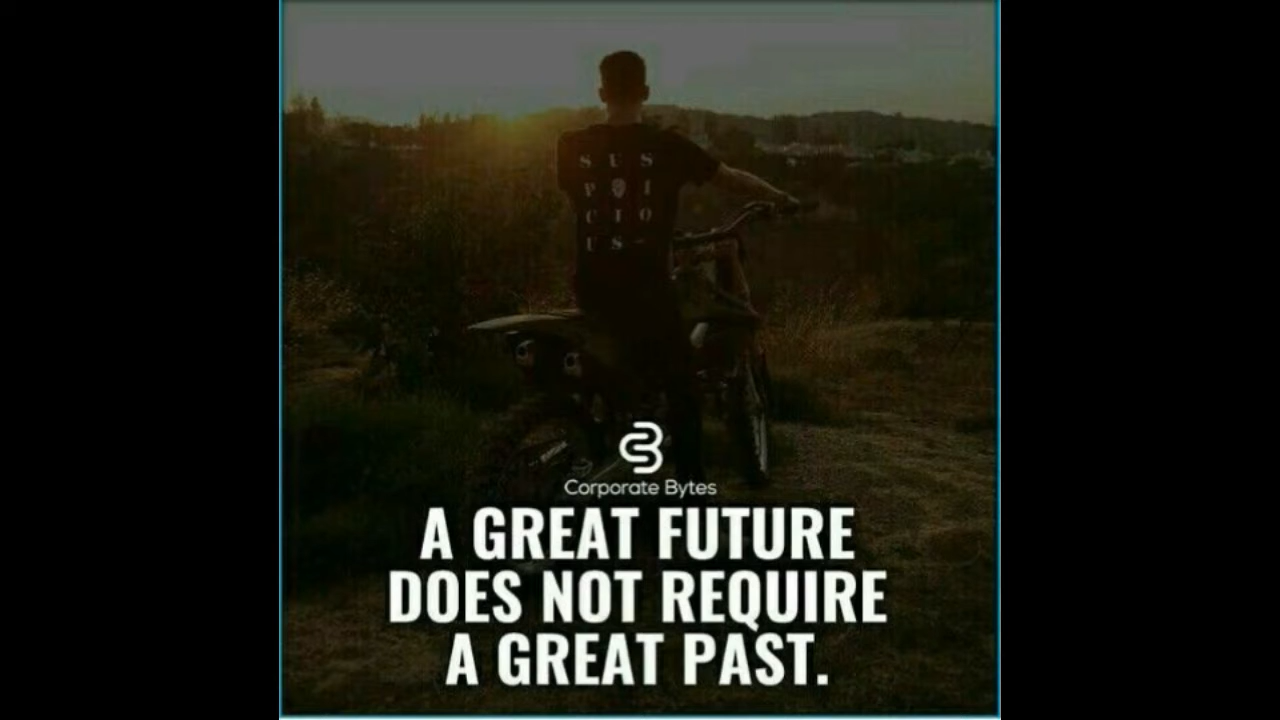 S U S
P I
C I O
U S
Corporate Bytes
A GREAT FUTURE
DOES NOT REQUIRE
A GREAT PAST.